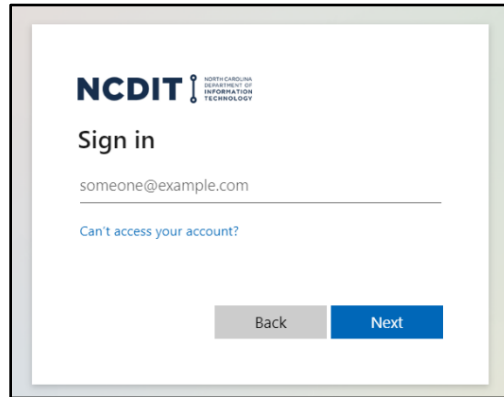 NCDIT
NORTH CAROLINA
DEPARTMENT OF
INFORMATION
TECHNOLOGY
Sign in
someone@example.com
Can't access your account?
Back
Next